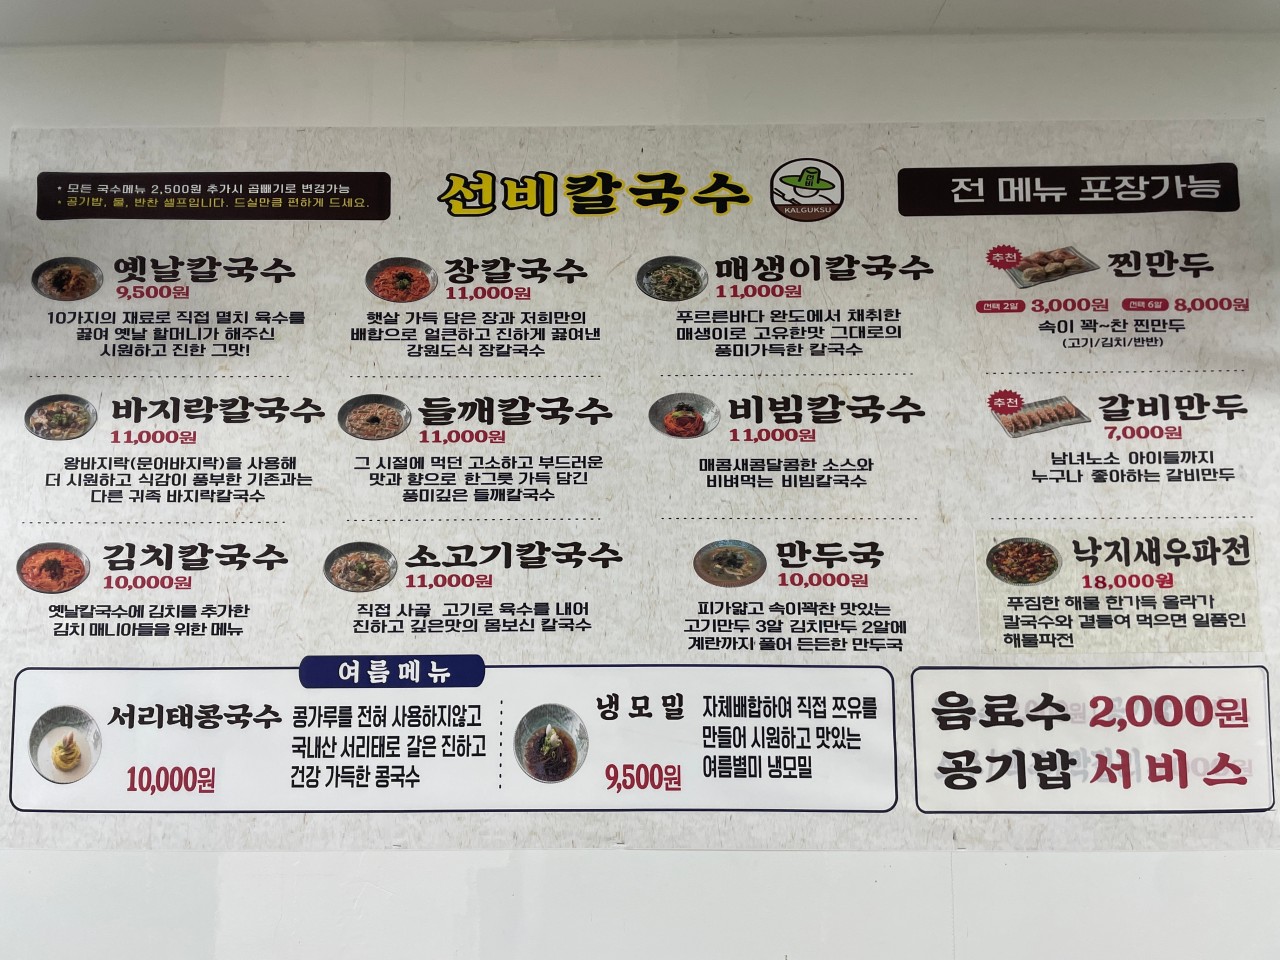 * 모든 국수메뉴 2,500원 추가시 곱빼기로 변경가능
* 공기밥, 물, 반찬 셀프입니다. 드실만큼 편하게 드세요.
선비칼국수
선비
KALGUKSU
전 메뉴 포장가능
옛날칼국수
9,500원
10가지의 재료로 직접 멸치 육수를
끓여 옛날 할머니가 해주신
시원하고 진한 그맛!
장칼국수
11,000원
햇살 가득 담은 장과 저희만의
배합으로 얼큰하고 진하게 끓여낸
강원도식 장칼국수
매생이칼국수
11,000원
푸르른바다 완도에서 채취한
매생이로 고유한맛 그대로의
풍미가득한 칼국수
추천
찐만두
선택 2알 3,000원 선택 6알 8,000원
속이 꽉~찬 찐만두
(고기/김치/반반)
바지락칼국수
11,000원
왕바지락(문어바지락)을 사용해
더 시원하고 식감이 풍부한 기존과는
다른 귀족 바지락칼국수
들깨칼국수
11,000원
그 시절에 먹던 고소하고 부드러운
맛과 향으로 한그릇 가득 담긴
풍미깊은 들깨칼국수
비빔칼국수
11,000원
매콤새콤달콤한 소스와
비벼먹는 비빔칼국수
추천
갈비만두
7,000원
남녀노소 아이들까지
누구나 좋아하는 갈비만두
김치칼국수
10,000원
옛날칼국수에 김치를 추가한
김치 매니아들을 위한 메뉴
소고기칼국수
11,000원
직접 사골 고기로 육수를 내어
진하고 깊은맛의 몸보신 칼국수
만두국
10,000원
피가얇고 속이꽉찬 맛있는
고기만두 3알 김치만두 2알에
계란까지 풀어 든든한 만두국
낙지새우파전
18,000원
푸짐한 해물 한가득 올라가
칼국수와 곁들여 먹으면 일품인
해물파전
여름메뉴
서리태콩국수
10,000원
콩가루를 전혀 사용하지않고
국내산 서리태로 갈은 진하고
건강 가득한 콩국수
냉모밀
9,500원
자체배합하여 직접 쯔유를
만들어 시원하고 맛있는
여름별미 냉모밀
음료수 2,000원
공기밥 서비스